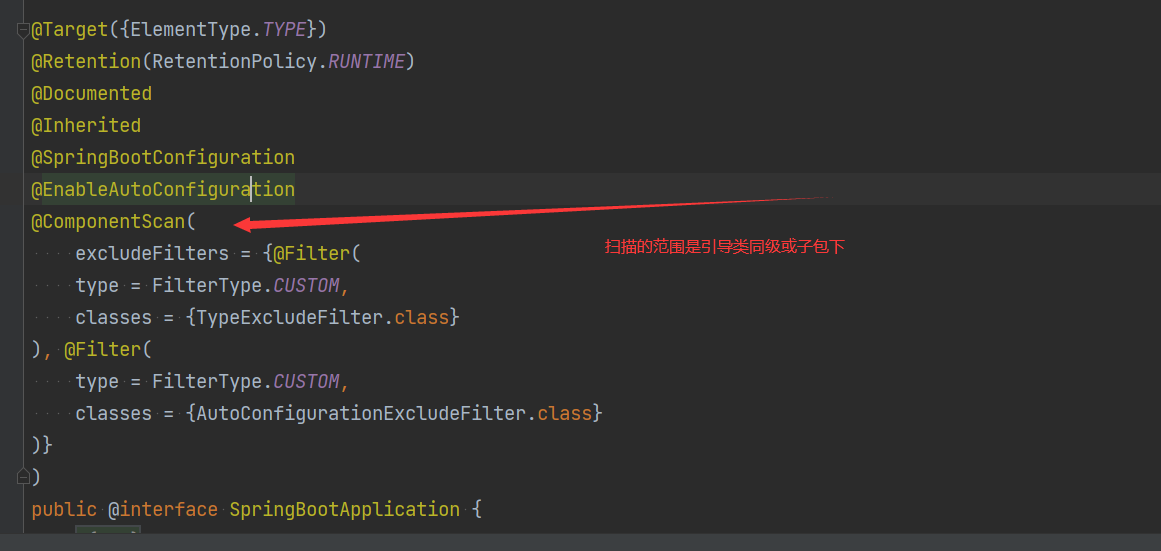 @Target({ElementType.TYPE})
@Retention(RetentionPolicy.RUNTIME)
@Documented
@Inherited
@SpringBootConfiguration
@EnableAutoConfiguration
@ComponentScan(
excludeFilters = {@Filter(
扫描的范围是引导类同级或子包下
type = FilterType.CUSTOM,
classes = {TypeExcludeFilter.class}
), @Filter(
type = FilterType.CUSTOM,
classes = {AutoConfigurationExcludeFilter.class}
)}
)
public @interface SpringBootApplication {